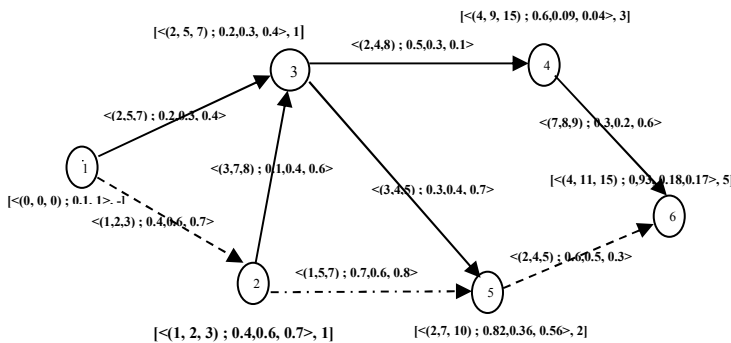 [<(4, 9, 15) ; 0.6,0.09, 0.04>, 3]
[<(2, 5, 7) ; 0.2,0.3, 0.4>, 1]
<(2,4,8) ; 0.5,0.3, 0.1>
3
4
<(2,5,7) ; 0.2,0.3, 0.4>
<(7,8,9) ; 0.3,0.2, 0.6>
1
<(3,7,8) ; 0.1,0.4, 0.6>
<(3,4,5) ; 0.3,0.4, 0.7>
[<(4, 11, 15) ; 0,93, 0.18,0.17>, 5]
[<(0, 0, 0) ; 0,1, 1>, -]
6
<(1,2,3) ; 0.4,0.6, 0.7>
<(2,4,5) ; 0.6,0.5, 0.3>
<(1,5,7) ; 0.7,0.6, 0.8>
2
5
[<(1, 2, 3) ; 0.4,0.6, 0.7>, 1]
[<(2,7, 10) ; 0.82,0.36, 0.56>, 2]